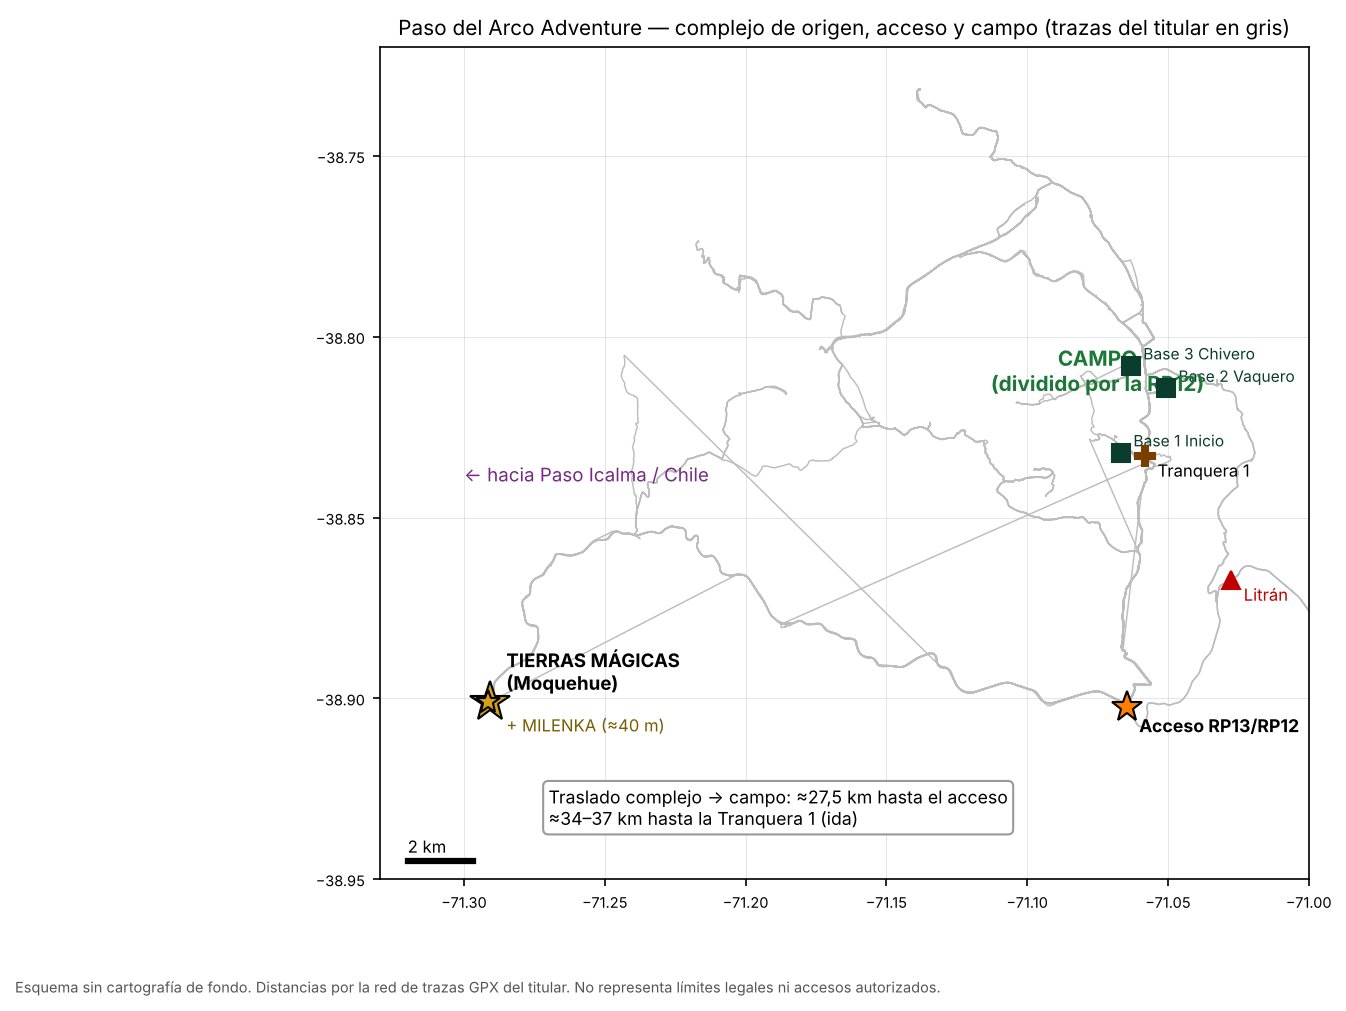 Paso del Arco Adventure — complejo de origen, acceso y campo (trazas del titular en gris)
−38.75
−38.80
−38.85
−38.90
−38.95
CAMPO
(dividido por la RP12)
Base 3 Chivero
Base 2 Vaquero
Base 1 Inicio
Tranquera 1
← hacia Paso Icalma / Chile
Litrán
TIERRAS MÁGICAS
(Moquehue)
+ MILENKA (≈40 m)
Acceso RP13/RP12
Traslado complejo → campo: ≈27,5 km hasta el acceso
≈34–37 km hasta la Tranquera 1 (ida)
2 km
−71.30
−71.25
−71.20
−71.15
−71.10
−71.05
−71.00
Esquema sin cartografía de fondo. Distancias por la red de trazas GPX del titular. No representa límites legales ni accesos autorizados.